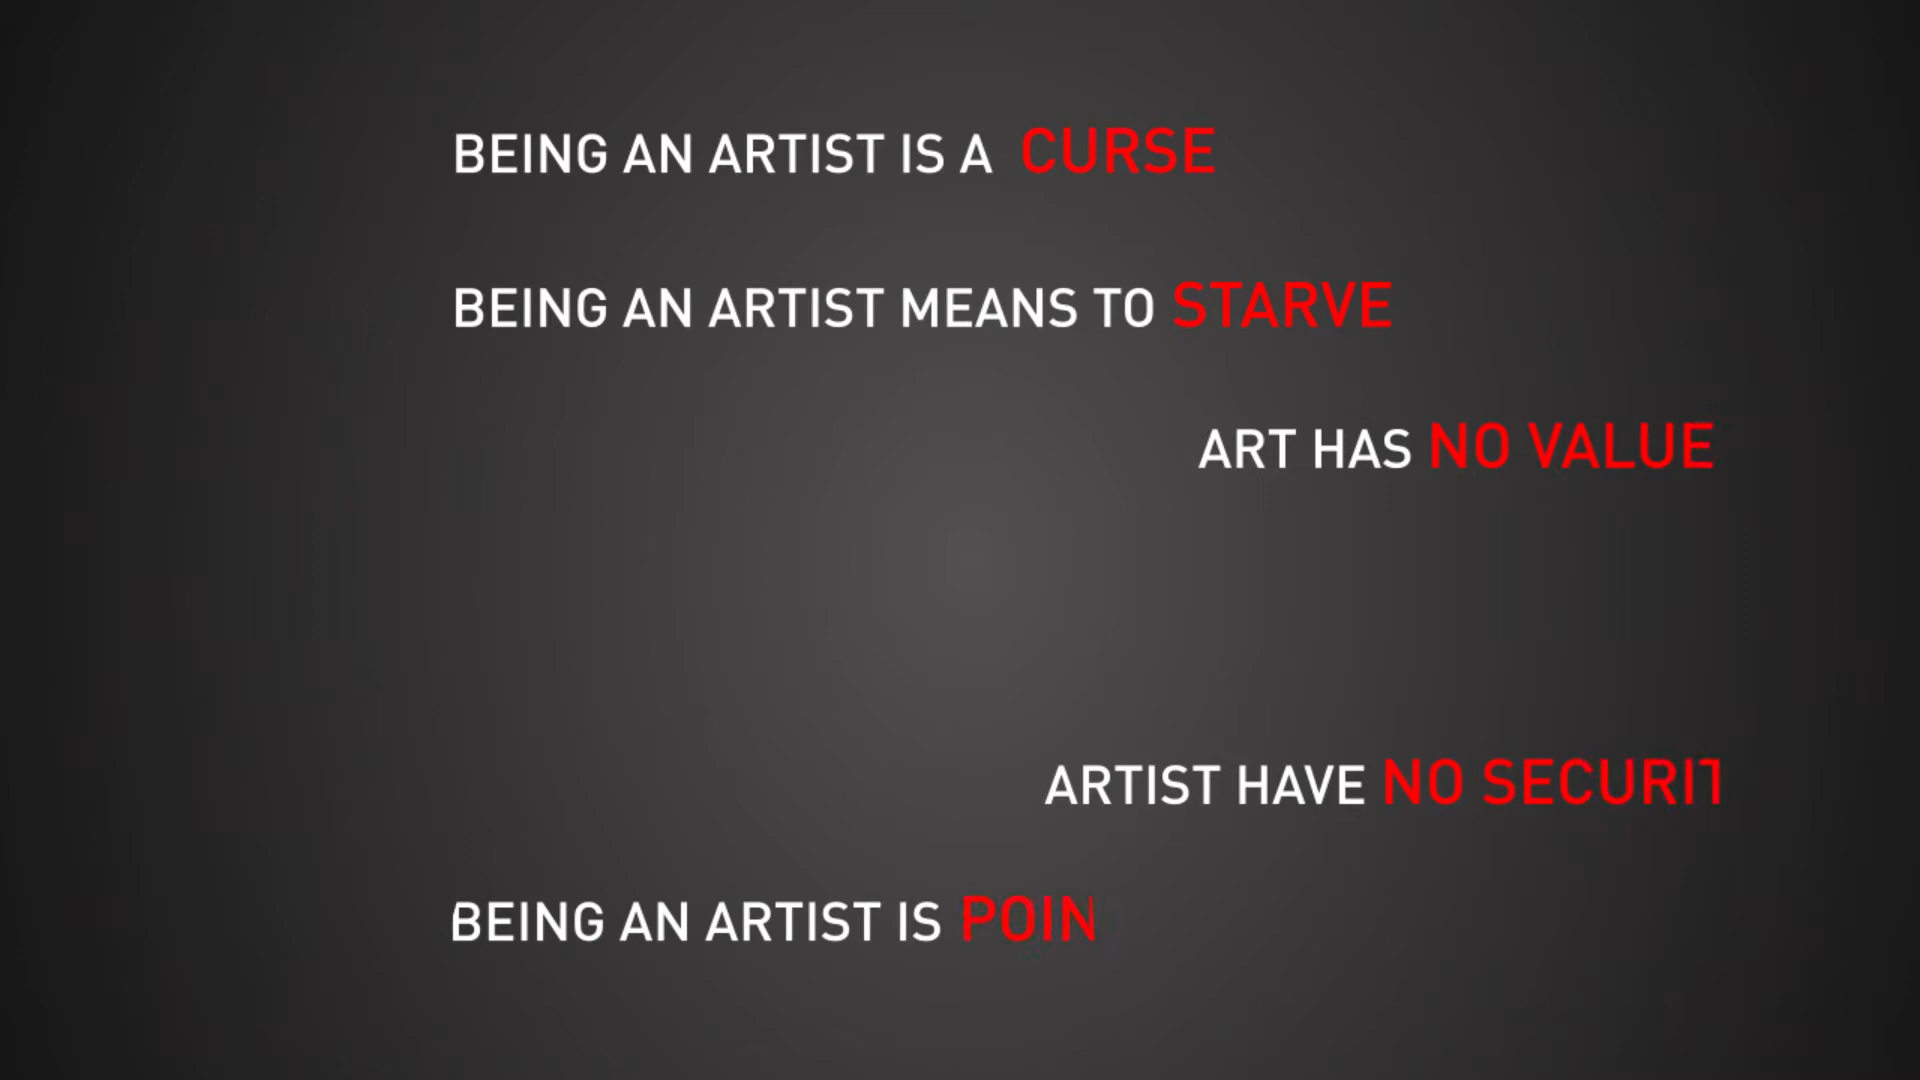 BEING AN ARTIST IS A CURSE
BEING AN ARTIST MEANS TO STARVE
ART HAS NO VALUE
ARTIST HAVE NO SECURIT
BEING AN ARTIST IS POIN